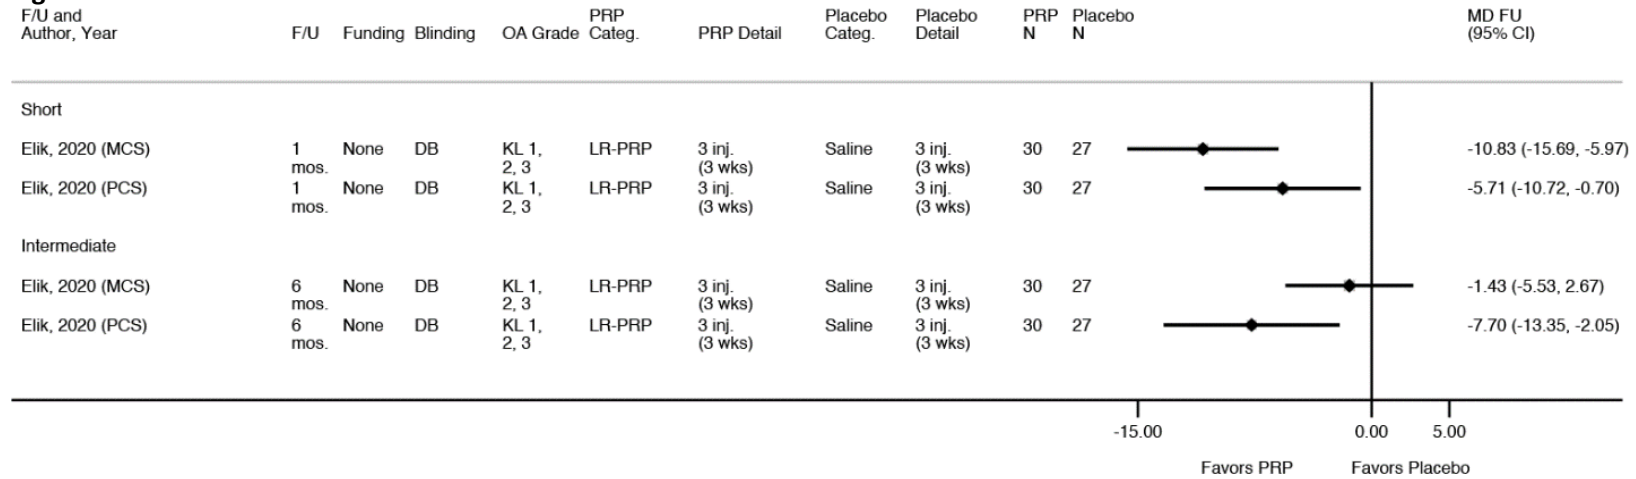 F/U and PRP Placebo Placebo PRP Placebo MD FU
Author, Year F/U Funding Blinding OA Grade Categ. PRP Detail Categ. Detail N N (95% CI)
Short
Elik, 2020 (MCS) 1 None DB KL 1, LR-PRP 3 inj. Saline 3 inj. 30 27 -10.83 (-15.69, -5.97)
mos. 2, 3 (3 wks) (3 wks)
Elik, 2020 (PCS) 1 None DB KL 1, LR-PRP 3 inj. Saline 3 inj. 30 27 -5.71 (-10.72, -0.70)
mos. 2, 3 (3 wks) (3 wks)
Intermediate
Elik, 2020 (MCS) 6 None DB KL 1, LR-PRP 3 inj. Saline 3 inj. 30 27 -1.43 (-5.53, 2.67)
mos. 2, 3 (3 wks) (3 wks)
Elik, 2020 (PCS) 6 None DB KL 1, LR-PRP 3 inj. Saline 3 inj. 30 27 -7.70 (-13.35, -2.05)
mos. 2, 3 (3 wks) (3 wks)
-15.00 0.00 5.00
Favors PRP Favors Placebo